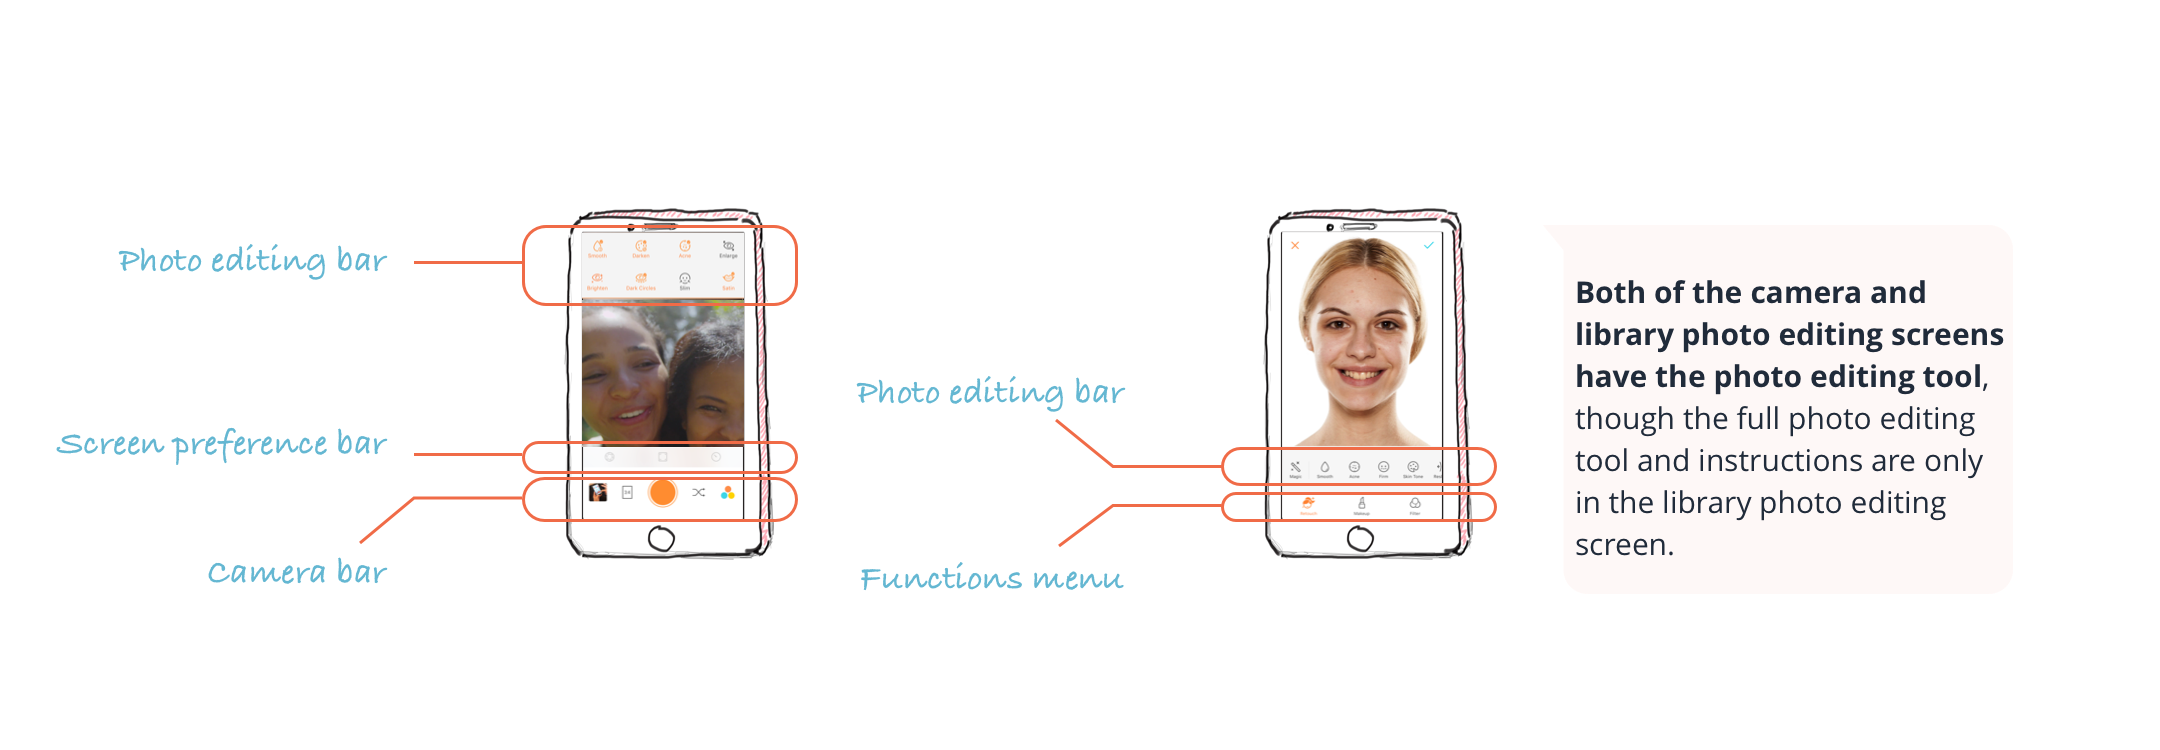 Photo editing bar
Screen preference bar
Camera bar
Smooth Darken Acne Enlarge
Brighten Dark Circles Slim Satin
Photo editing bar
Functions menu
Magic Smooth Acne Firm Skin Tone
Retouch Makeup Filter
Both of the camera and
library photo editing screens
have the photo editing tool,
though the full photo editing
tool and instructions are only
in the library photo editing
screen.